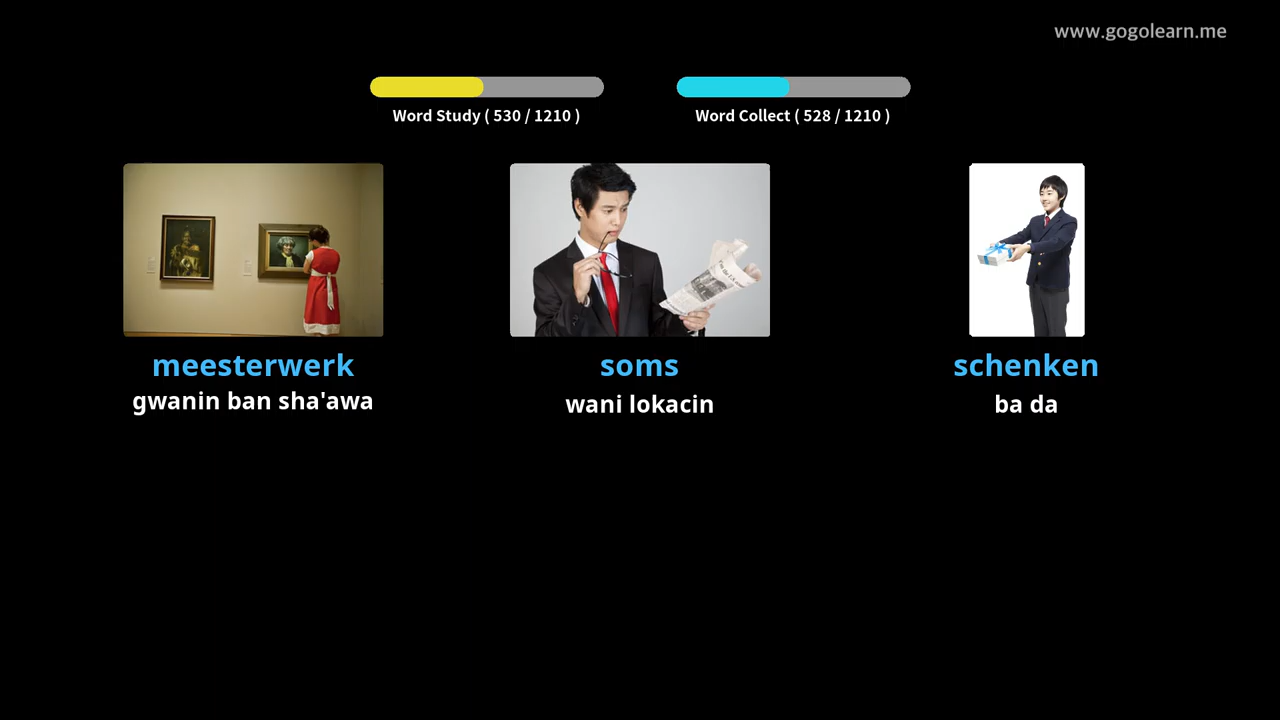 www.gogolearn.me
Word Study ( 530 / 1210 )
Word Collect ( 528 / 1210 )
meesterwerk
gwanin ban sha'awa
soms
wani lokacin
schenken
ba da